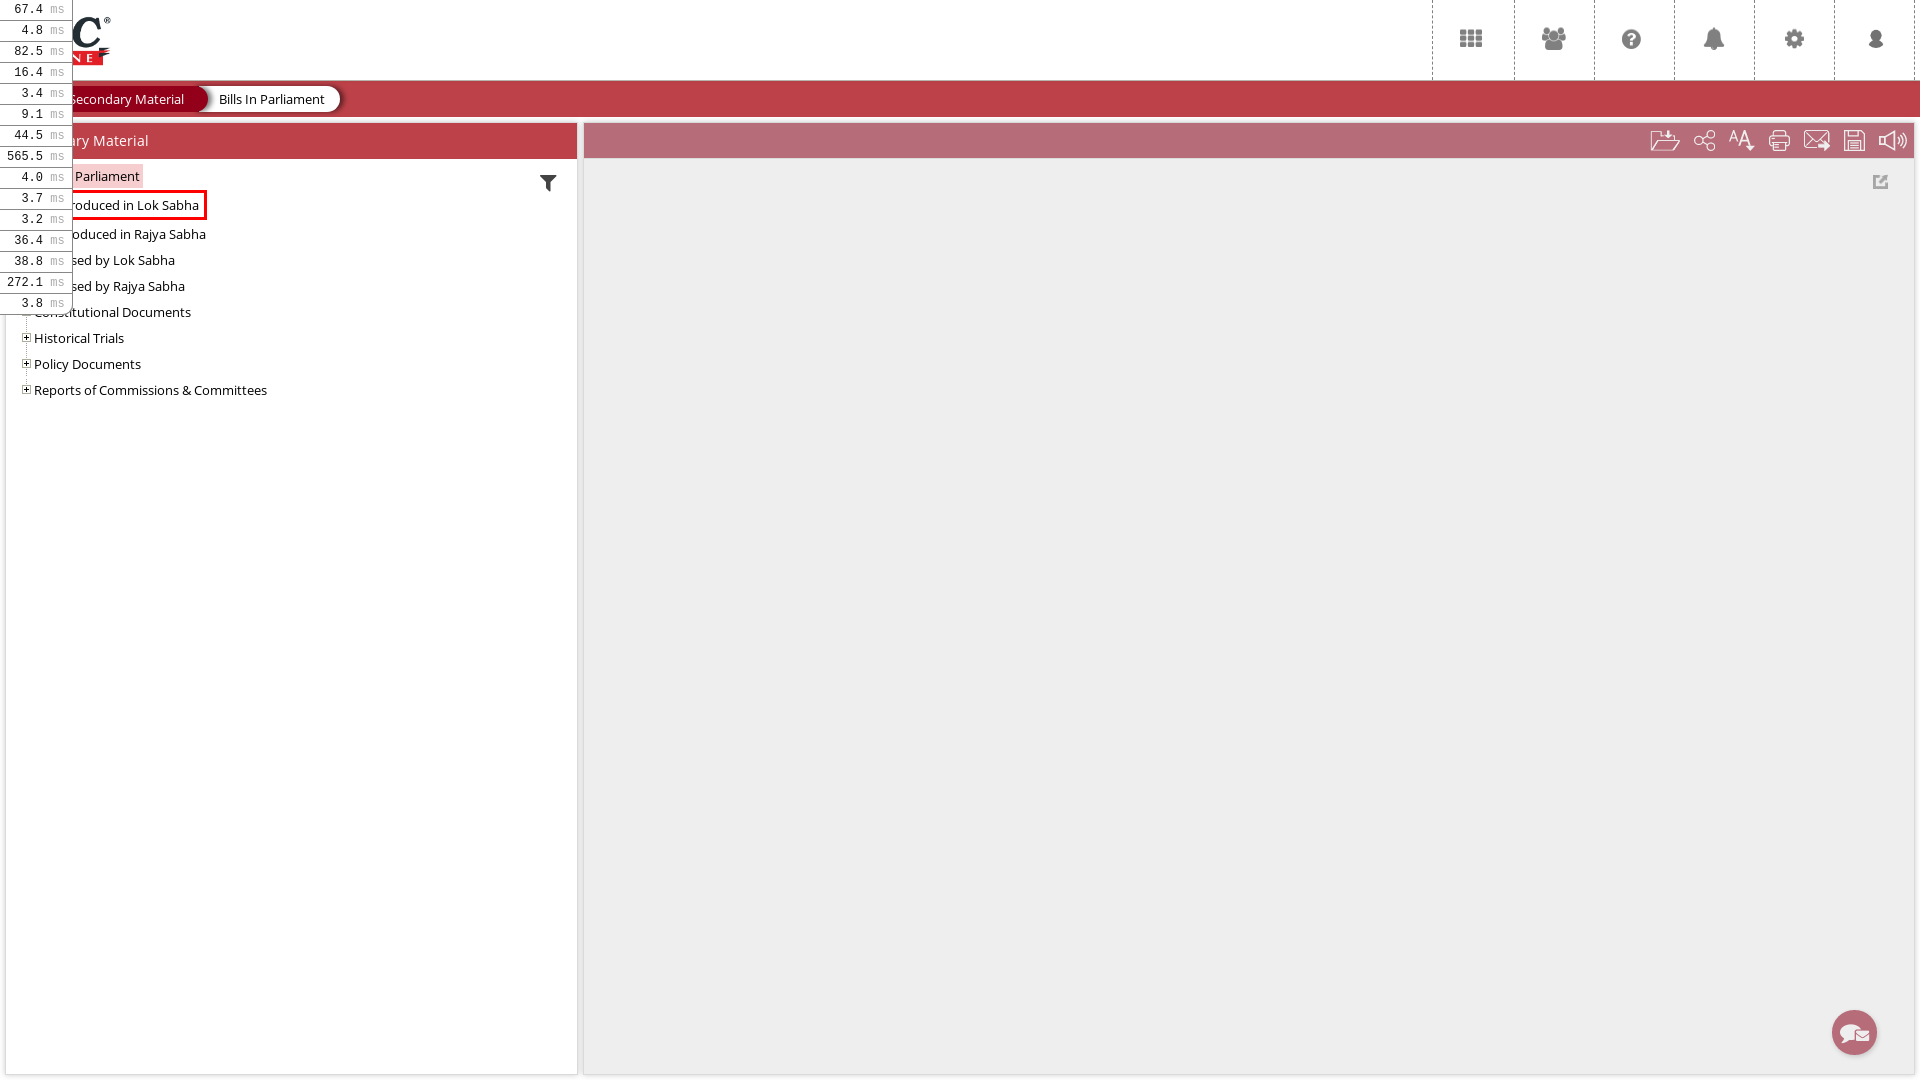 67.4 ms
4.8 ms
82.5 ms
16.4 ms
3.4 ms
9.1 ms
44.5 ms
565.5 ms
4.0 ms
3.7 ms
3.2 ms
36.4 ms
38.8 ms
272.1 ms
3.8 ms
C®
NE
Secondary Material
Bills In Parliament
ary Material
Parliament
roduced in Lok Sabha
oduced in Rajya Sabha
sed by Lok Sabha
sed by Rajya Sabha
Constitutional Documents
Historical Trials
Policy Documents
Reports of Commissions & Committees